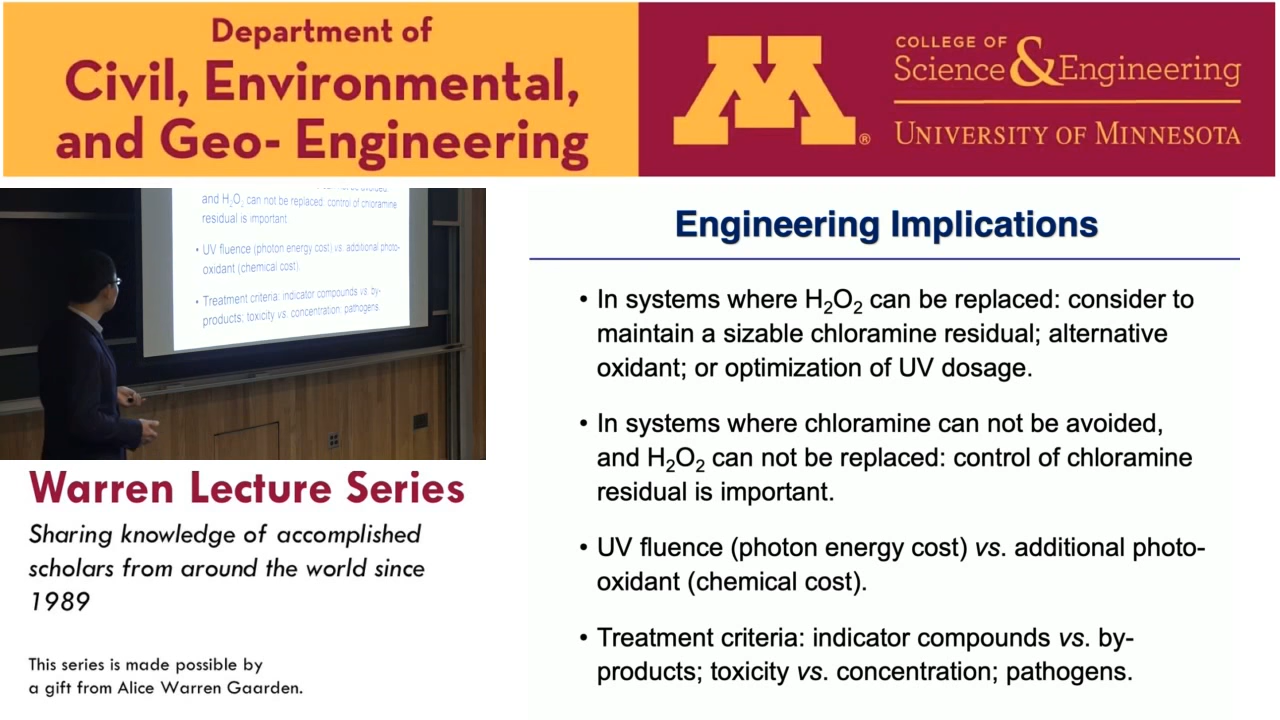 Department of
Civil, Environmental,
and Geo- Engineering
M®
COLLEGE OF
Science & Engineering
UNIVERSITY OF MINNESOTA
and H₂O₂ can not be replaced: control of chloramine
residual is important.
• UV fluence (photon energy cost) vs. additional photo-
oxidant (chemical cost).
• Treatment criteria: indicator compounds vs. by-
products; toxicity vs. concentration; pathogens.
Warren Lecture Series
Sharing knowledge of accomplished
scholars from around the world since
1989
This series is made possible by
a gift from Alice Warren Gaarden.
Engineering Implications
• In systems where H₂O₂ can be replaced: consider to
maintain a sizable chloramine residual; alternative
oxidant; or optimization of UV dosage.
• In systems where chloramine can not be avoided,
and H₂O₂ can not be replaced: control of chloramine
residual is important.
• UV fluence (photon energy cost) vs. additional photo-
oxidant (chemical cost).
• Treatment criteria: indicator compounds vs. by-
products; toxicity vs. concentration; pathogens.